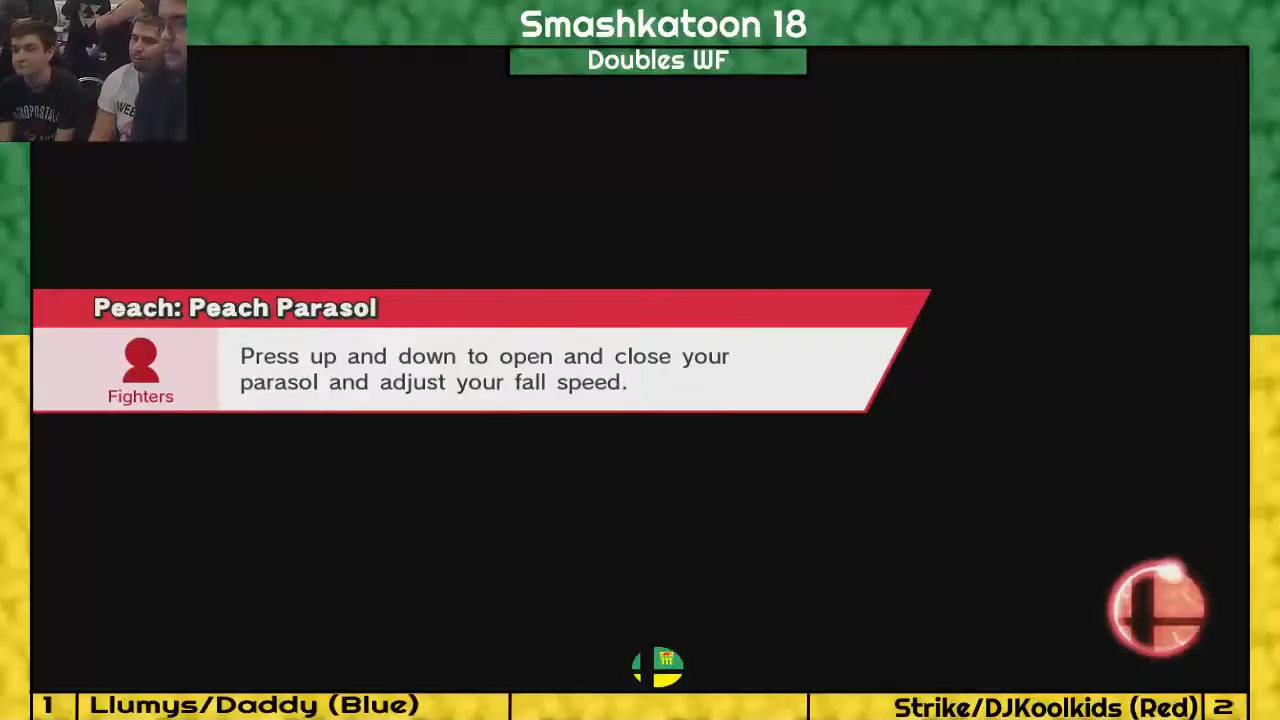 Smashkatoon 18
Doubles WF
Peach: Peach Parasol
Press up and down to open and close your
parasol and adjust your fall speed.
Fighters
1 Llumys/Daddy (Blue)
Strike/DJKoolkids (Red) 2